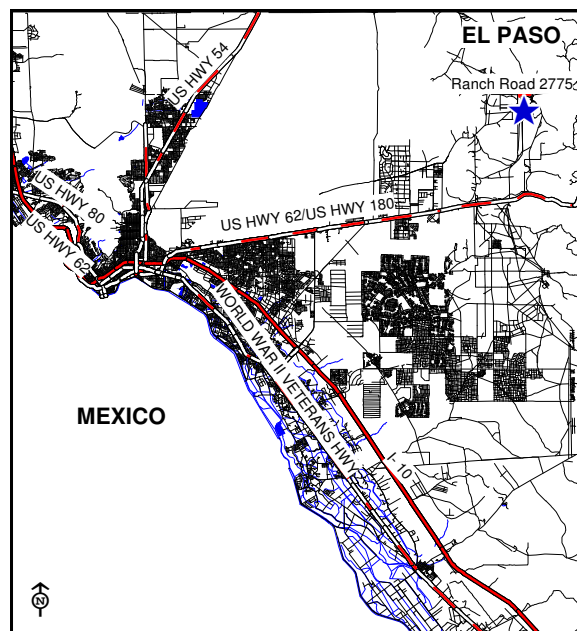 EL PASO
US HWY 54
Ranch Road 2775
US HWY 80
US HWY 62/US HWY 180
US HWY 62
WORLD WAR II VETERANS HWY
MEXICO
I- 10
N